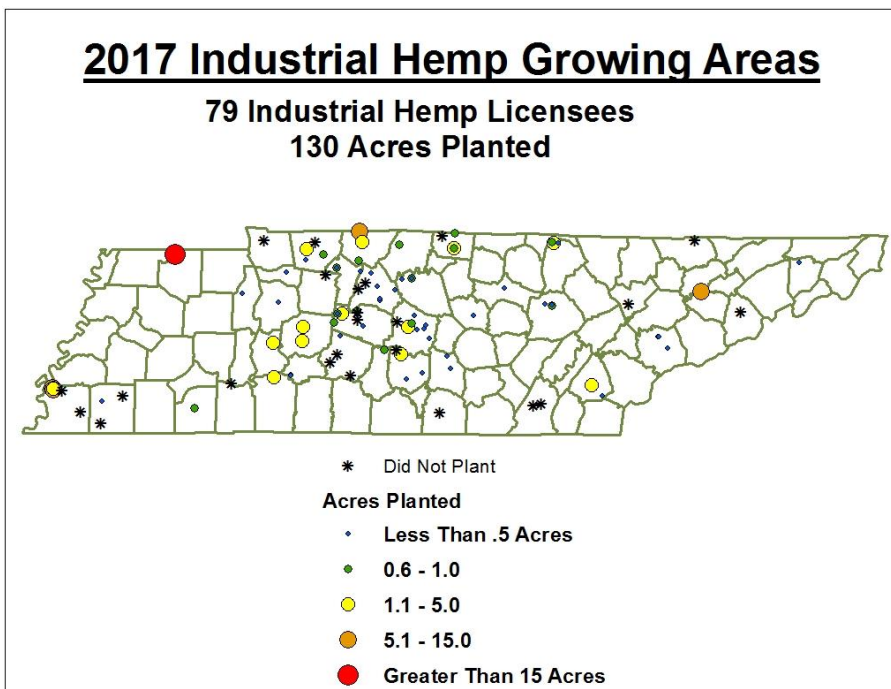 2017 Industrial Hemp Growing Areas
79 Industrial Hemp Licensees
130 Acres Planted
Did Not Plant
Acres Planted
Less Than .5 Acres
0.6 - 1.0
1.1 - 5.0
5.1 - 15.0
Greater Than 15 Acres